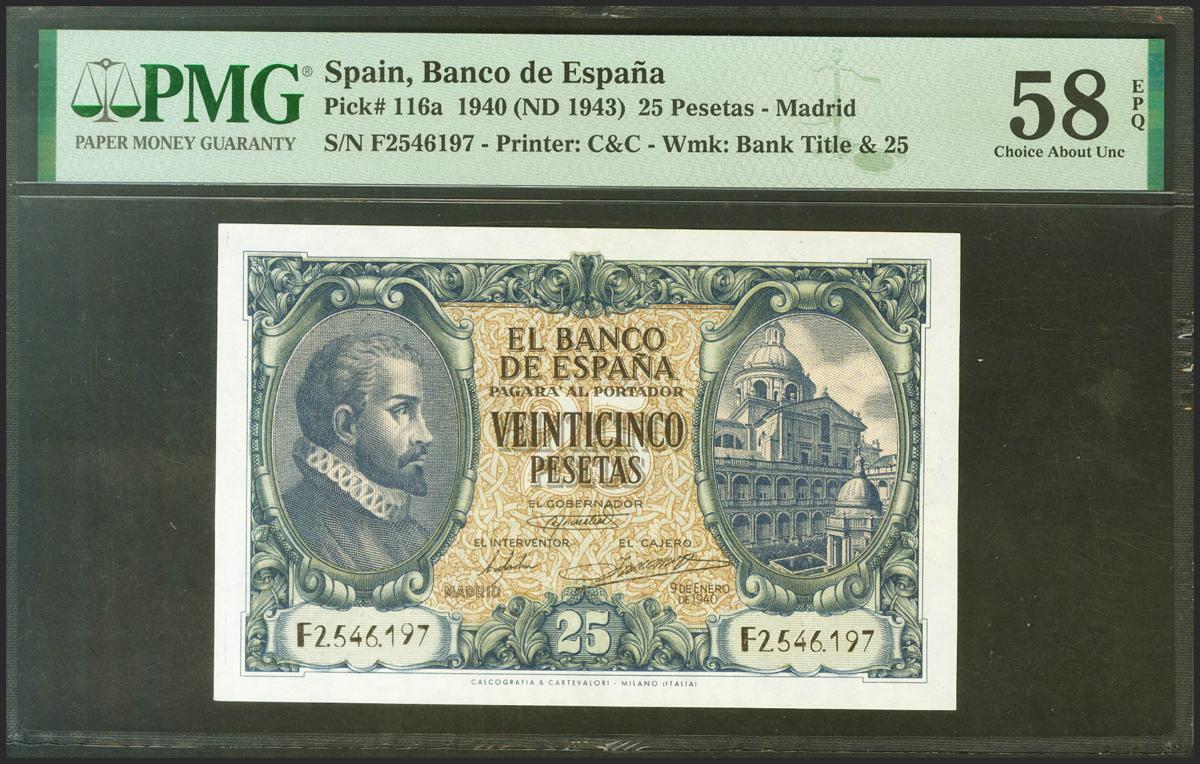 PMG®
PAPER MONEY GUARANTY
Spain, Banco de España
Pick# 116a 1940 (ND 1943) 25 Pesetas - Madrid
S/N F2546197 - Printer: C&C - Wmk: Bank Title & 25
58
EPQ
Choice About Unc
EL BANCO
DE ESPAÑA
PAGARA AL PORTADOR
25
VEINTICINCO
PESETAS
EL GOBERNADOR
EL INTERVENTOR EL CAJERO
MADRID 9 DE ENERO
DE 1940
F2.546.197 25 F2.546.197
CALCOGRAFIA & CARTEVALORI - MILANO (ITALIA)